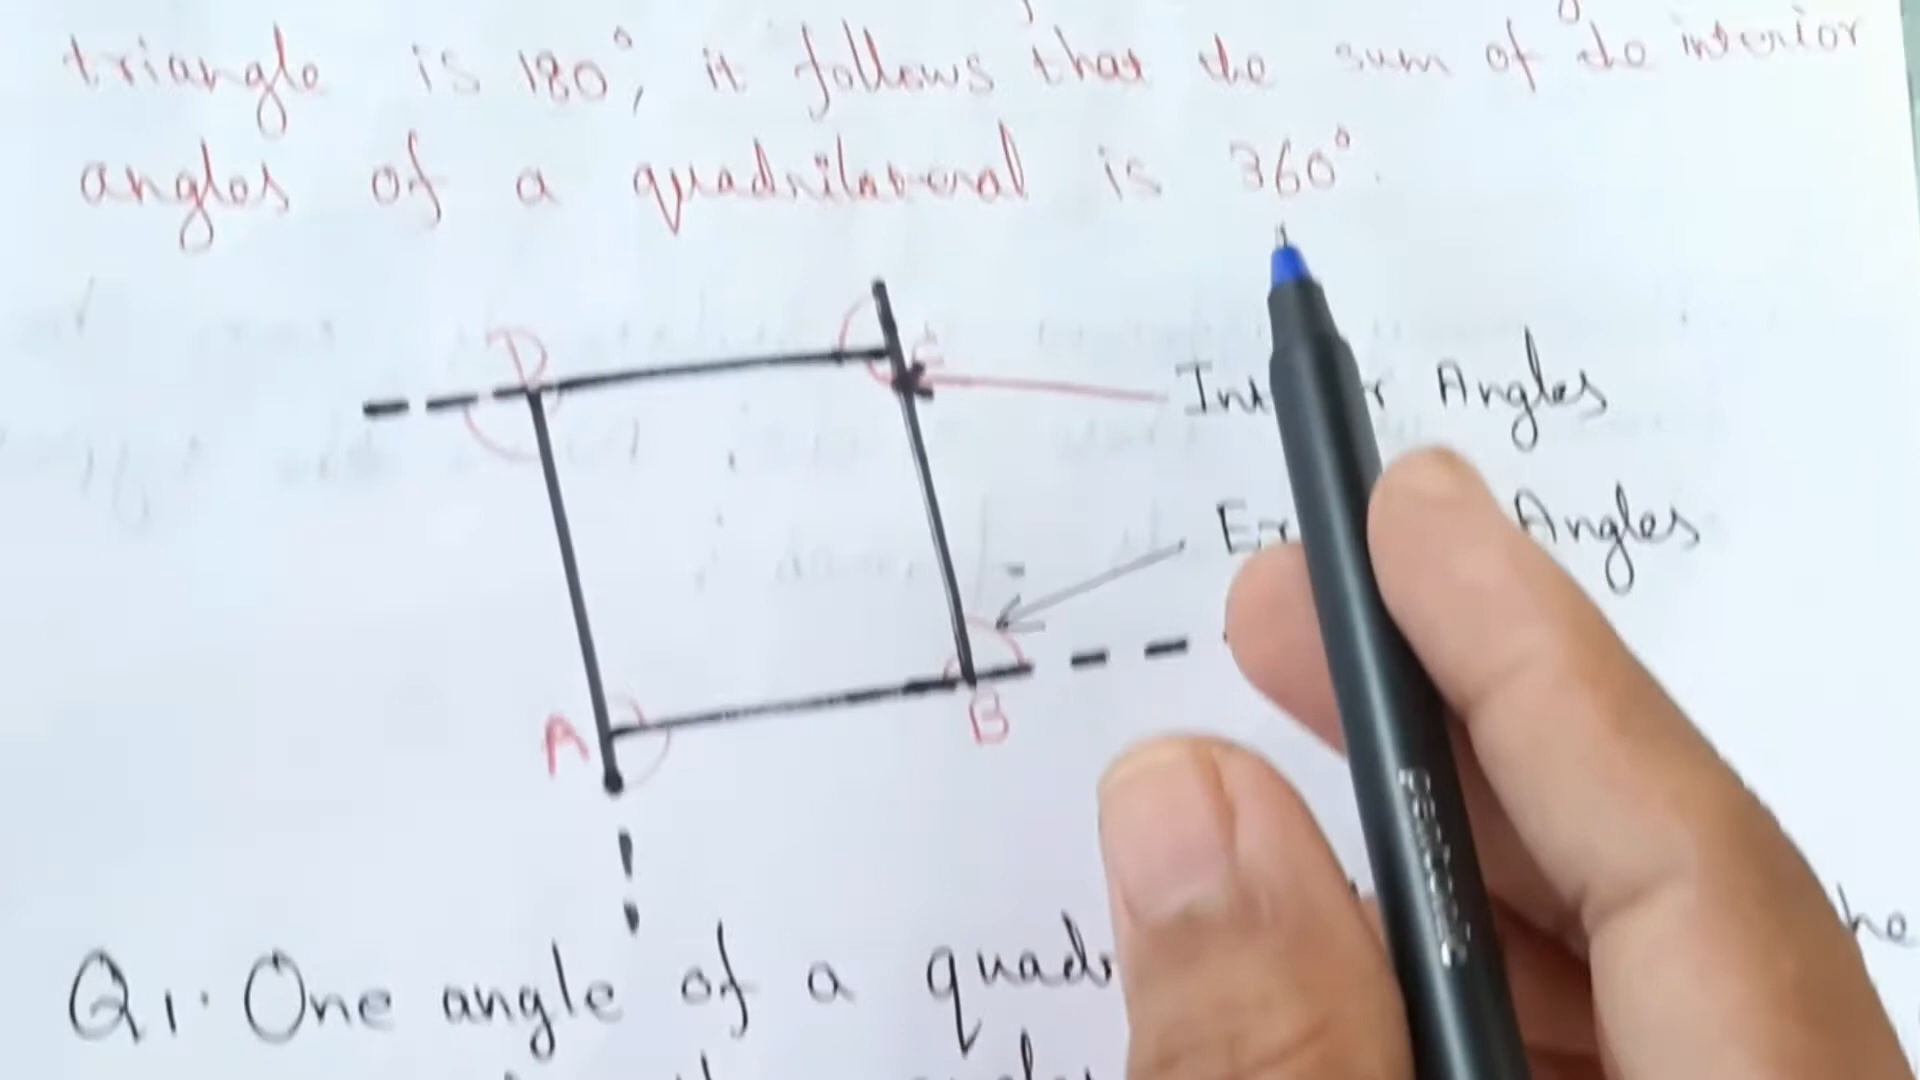 triangle is 180°, it follows that the sum of the interior
angles of a quadrilateral is 360°.
D
C
Angles
Angles
A
B
Q1. One angle of a